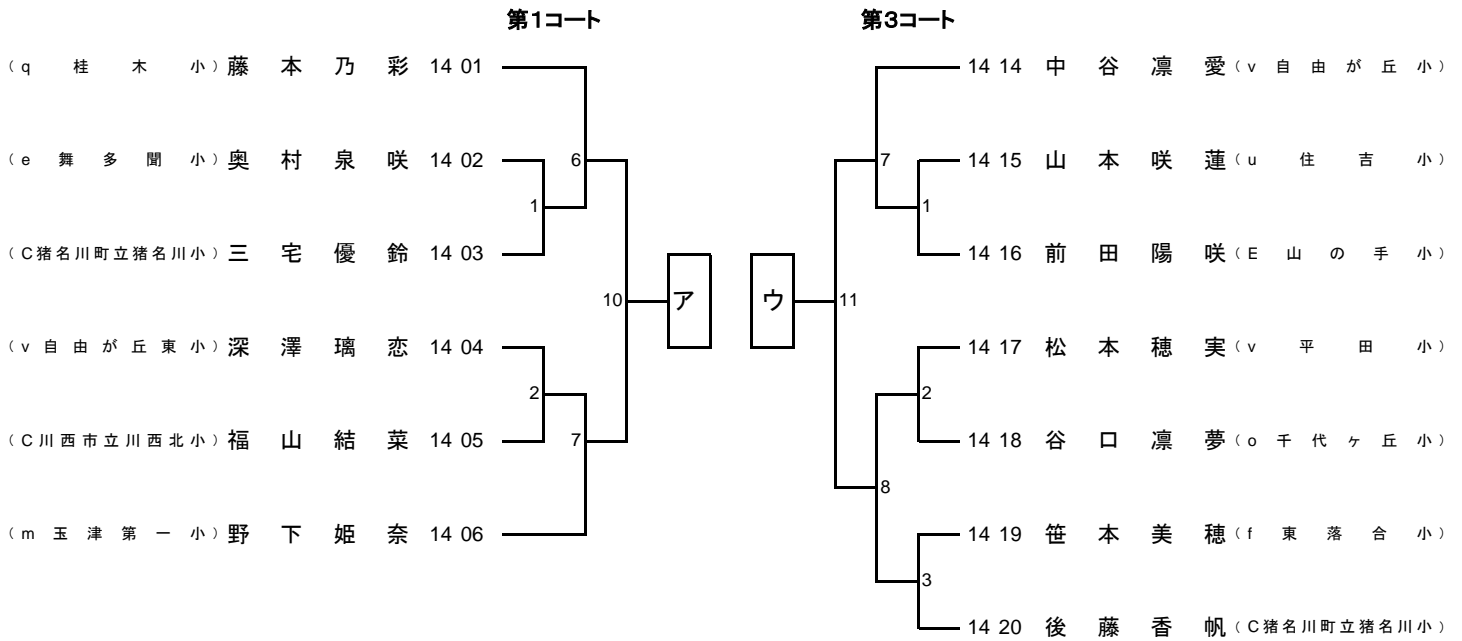 第1コート
(q 桂木小) 藤本乃彩 14 01
(e 舞多聞小) 奥村泉咲 14 02
(C猪名川町立猪名川小) 三宅優鈴 14 03
(v自由が丘東小) 深澤璃恋 14 04
(C川西市立川西北小) 福山結菜 14 05
(m玉津第一小) 野下姫奈 14 06
6
1
10
2
7
ア
第3コート
14 14 中谷凛愛 (v自由が丘小)
14 15 山本咲蓮 (u住吉小)
14 16 前田陽咲 (E山の手小)
14 17 松本穂実 (v平田小)
14 18 谷口凛夢 (o千代ヶ丘小)
14 19 笹本美穂 (f東落合小)
14 20 後藤香帆 (C猪名川町立猪名川小)
7
1
ウ
11
2
8
3